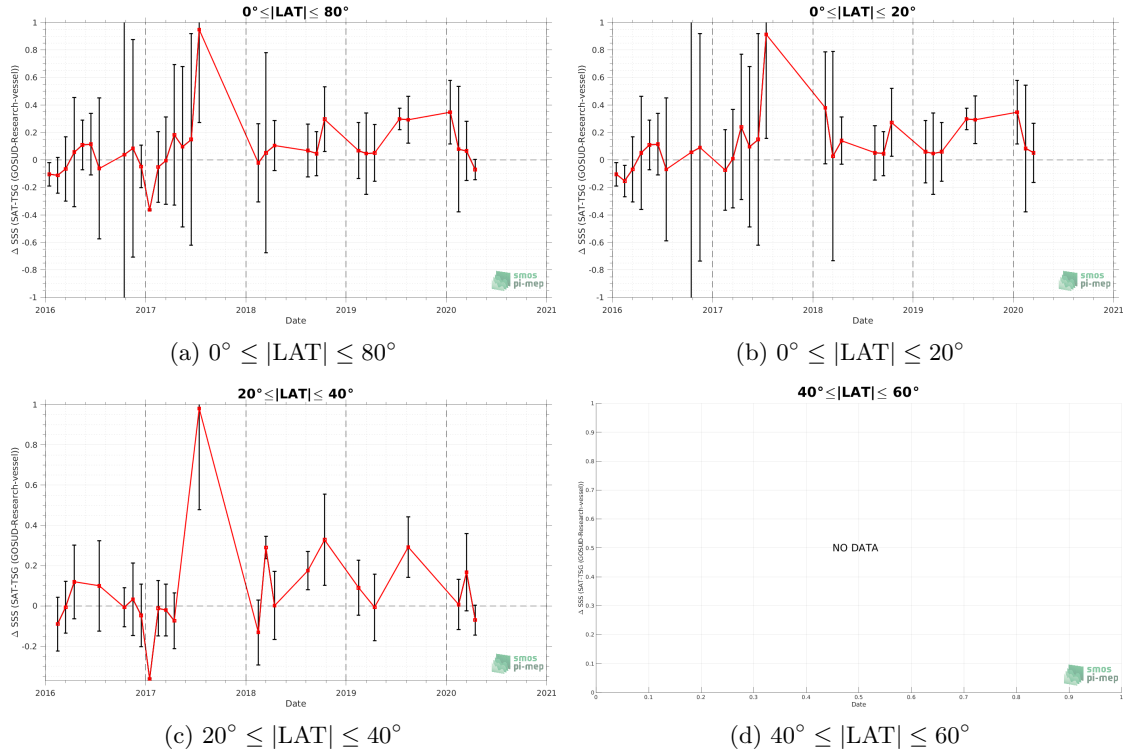 0°≤|LAT|≤ 80°
Δ SSS (SAT-TSG (GOSUD-Research-vessel))
1
0.8
0.6
0.4
0.2
0
-0.2
-0.4
-0.6
-0.8
-1
2016
2017
2018
2019
2020
2021
Date
smos
pi-mep
(a) 0° ≤ |LAT| ≤ 80°
0°≤|LAT|≤ 20°
Δ SSS (SAT-TSG (GOSUD-Research-vessel))
1
0.8
0.6
0.4
0.2
0
-0.2
-0.4
-0.6
-0.8
-1
2016
2017
2018
2019
2020
2021
Date
smos
pi-mep
(b) 0° ≤ |LAT| ≤ 20°
20°≤|LAT|≤ 40°
Δ SSS (SAT-TSG (GOSUD-Research-vessel))
1
0.8
0.6
0.4
0.2
0
-0.2
2016
2017
2018
2019
2020
2021
Date
smos
pi-mep
(c) 20° ≤ |LAT| ≤ 40°
40°≤|LAT|≤ 60°
Δ SSS (SAT-TSG (GOSUD-Research-vessel))
1
0.9
0.8
0.7
0.6
0.5
0.4
0.3
0.2
0.1
0
NO DATA
0
0.1
0.2
0.3
0.4
0.5
0.6
0.7
0.8
0.9
1
Date
smos
pi-mep
(d) 40° ≤ |LAT| ≤ 60°